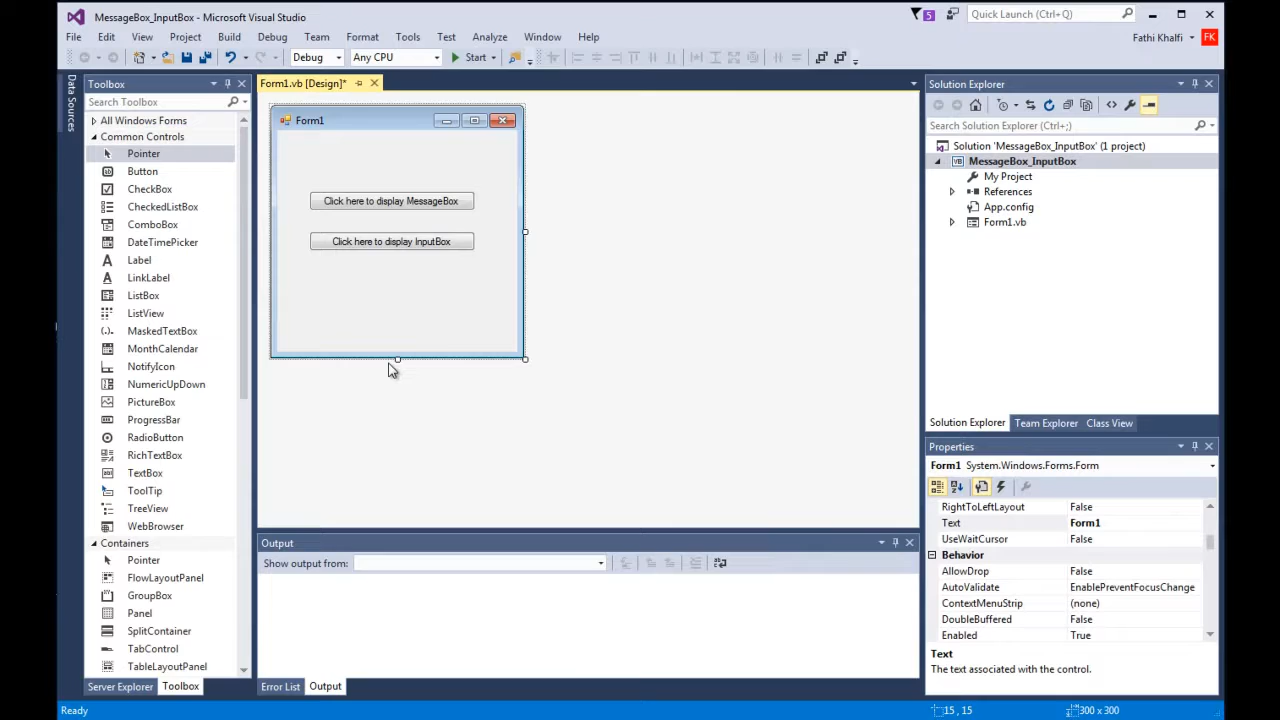 MessageBox_InputBox - Microsoft Visual Studio
5
Quick Launch (Ctrl+Q)
File Edit View Project Build Debug Team Format Tools Test Analyze Window Help
Fathi Khalfi
FK
Debug
Any CPU
Start
Data Sources
Toolbox
Search Toolbox
All Windows Forms
Common Controls
Pointer
Button
CheckBox
CheckedListBox
ComboBox
DateTimePicker
Label
LinkLabel
ListBox
ListView
MaskedTextBox
MonthCalendar
NotifyIcon
NumericUpDown
PictureBox
ProgressBar
RadioButton
RichTextBox
TextBox
ToolTip
TreeView
WebBrowser
Containers
Pointer
FlowLayoutPanel
GroupBox
Panel
SplitContainer
TabControl
TableLayoutPanel
Server Explorer Toolbox
Form1.vb [Design]*
Form1
Click here to display MessageBox
Click here to display InputBox
Output
Show output from:
Error List Output
Solution Explorer
Search Solution Explorer (Ctrl+;)
Solution 'MessageBox_InputBox' (1 project)
VB MessageBox_InputBox
My Project
References
App.config
Form1.vb
Solution Explorer Team Explorer Class View
Properties
Form1 System.Windows.Forms.Form
RightToLeftLayout False
Text Form1
UseWaitCursor False
Behavior
AllowDrop False
AutoValidate EnablePreventFocusChange
ContextMenuStrip (none)
DoubleBuffered False
Enabled True
Text
The text associated with the control.
Ready
15 , 15
300 x 300